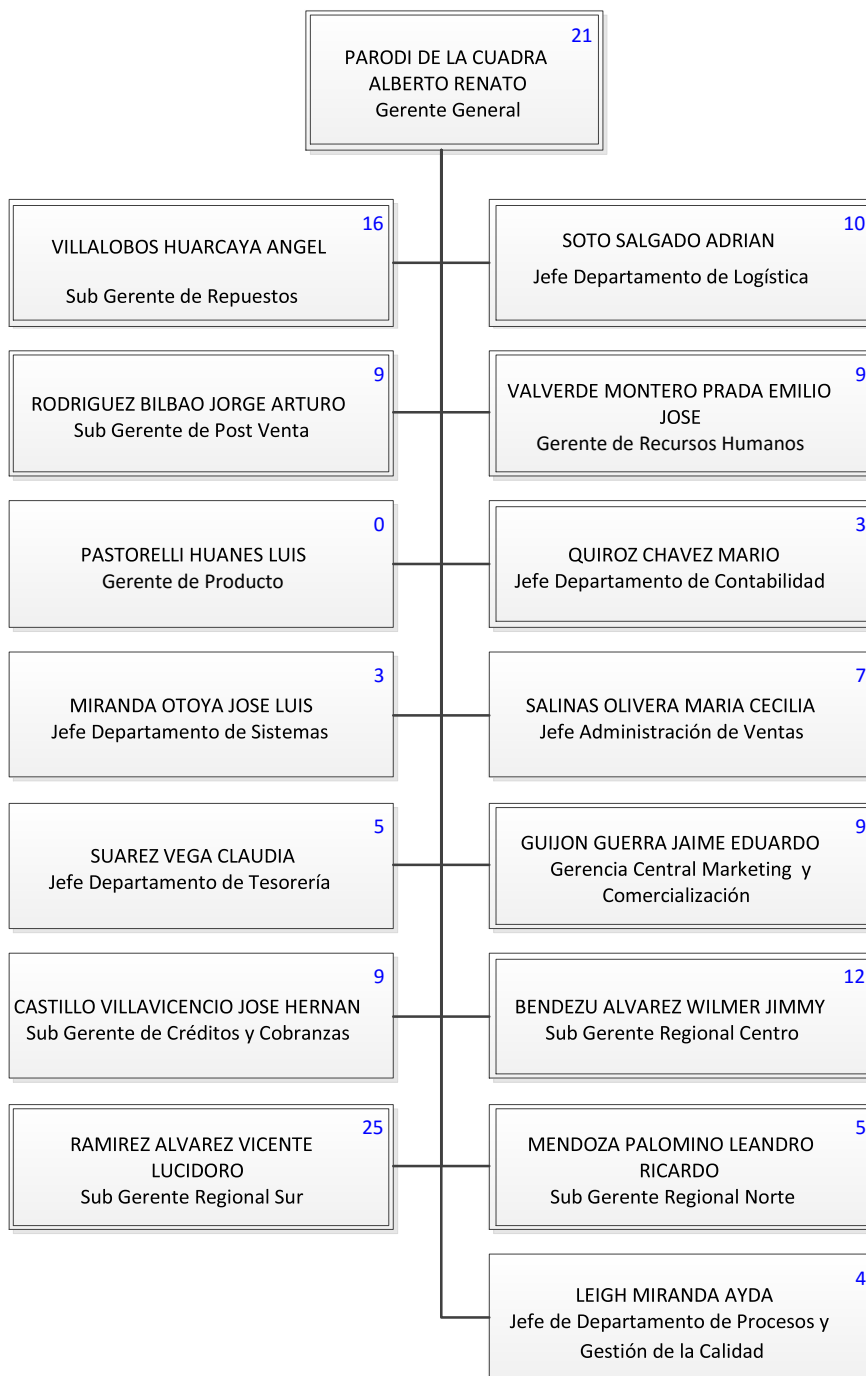 21
PARODI DE LA CUADRA
ALBERTO RENATO
Gerente General
16
VILLALOBOS HUARCAYA ANGEL
Sub Gerente de Repuestos
10
SOTO SALGADO ADRIAN
Jefe Departamento de Logística
9
RODRIGUEZ BILBAO JORGE ARTURO
Sub Gerente de Post Venta
9
VALVERDE MONTERO PRADA EMILIO
JOSE
Gerente de Recursos Humanos
0
PASTORELLI HUANES LUIS
Gerente de Producto
3
QUIROZ CHAVEZ MARIO
Jefe Departamento de Contabilidad
3
MIRANDA OTOYA JOSE LUIS
Jefe Departamento de Sistemas
7
SALINAS OLIVERA MARIA CECILIA
Jefe Administración de Ventas
5
SUAREZ VEGA CLAUDIA
Jefe Departamento de Tesorería
9
GUIJON GUERRA JAIME EDUARDO
Gerencia Central Marketing y
Comercialización
9
CASTILLO VILLAVICENCIO JOSE HERNAN
Sub Gerente de Créditos y Cobranzas
12
BENDEZU ALVAREZ WILMER JIMMY
Sub Gerente Regional Centro
25
RAMIREZ ALVAREZ VICENTE
LUCIDORO
Sub Gerente Regional Sur
5
MENDOZA PALOMINO LEANDRO
RICARDO
Sub Gerente Regional Norte
4
LEIGH MIRANDA AYDA
Jefe de Departamento de Procesos y
Gestión de la Calidad